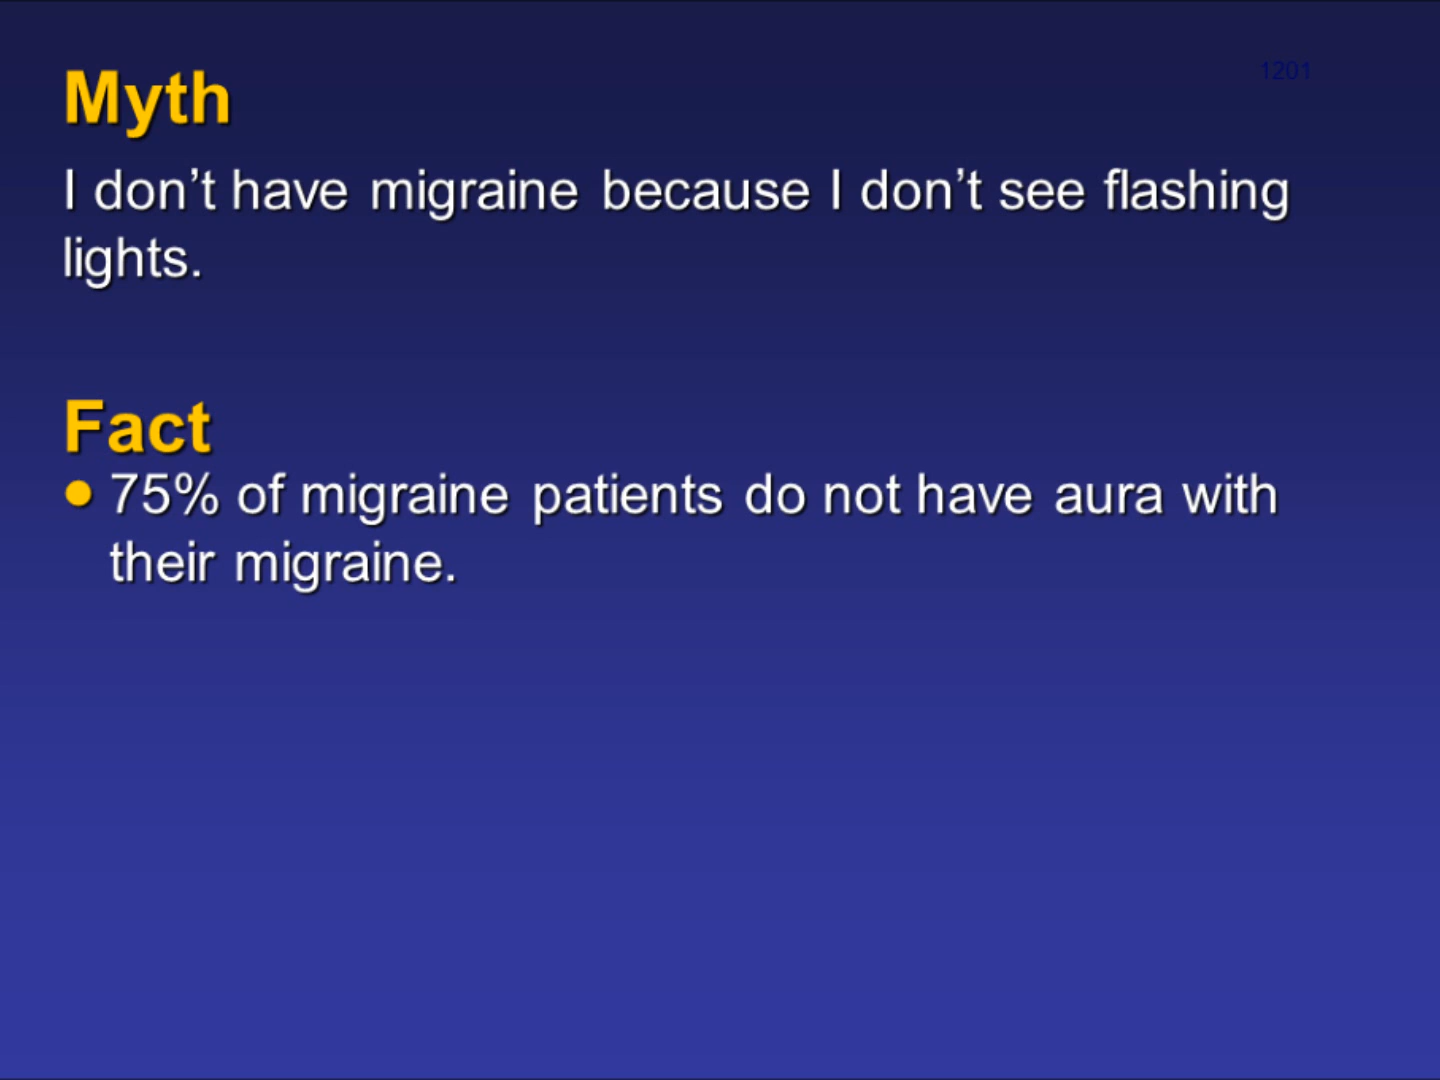 1201
Myth
I don’t have migraine because I don’t see flashing
lights.
Fact
● 75% of migraine patients do not have aura with
their migraine.